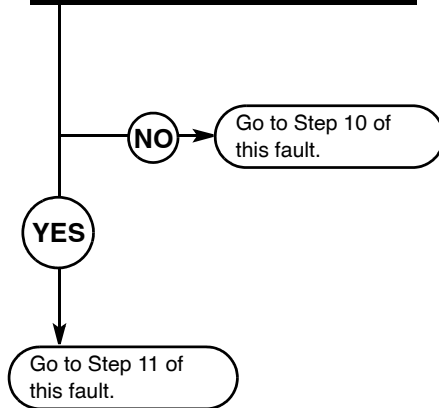 NO
Go to Step 10 of
this fault.
YES
Go to Step 11 of
this fault.